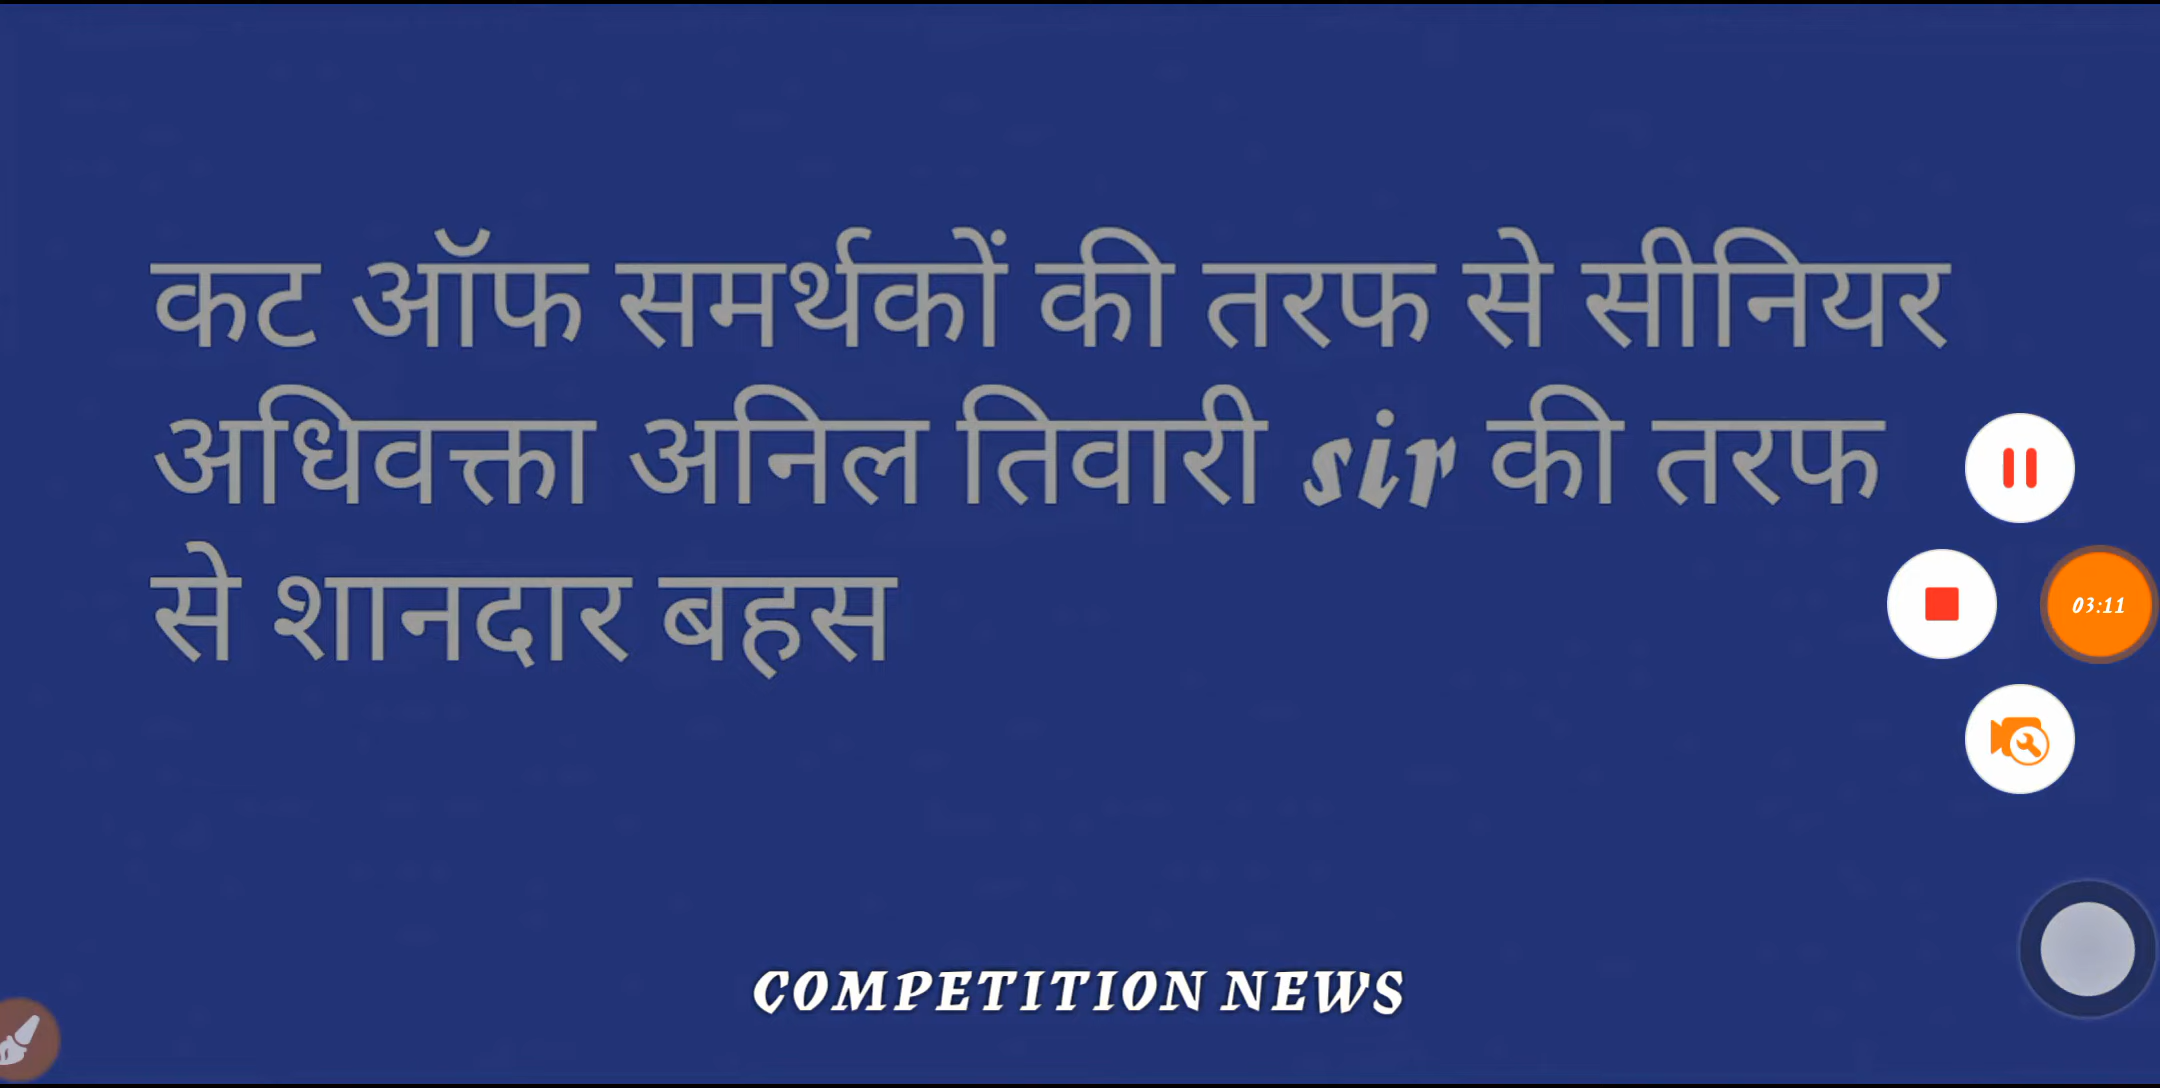 कट ऑफ समर्थकों की तरफ से सीनियर
अधिवक्ता अनिल तिवारी sir की तरफ
से शानदार बहस
03:11
COMPETITION NEWS